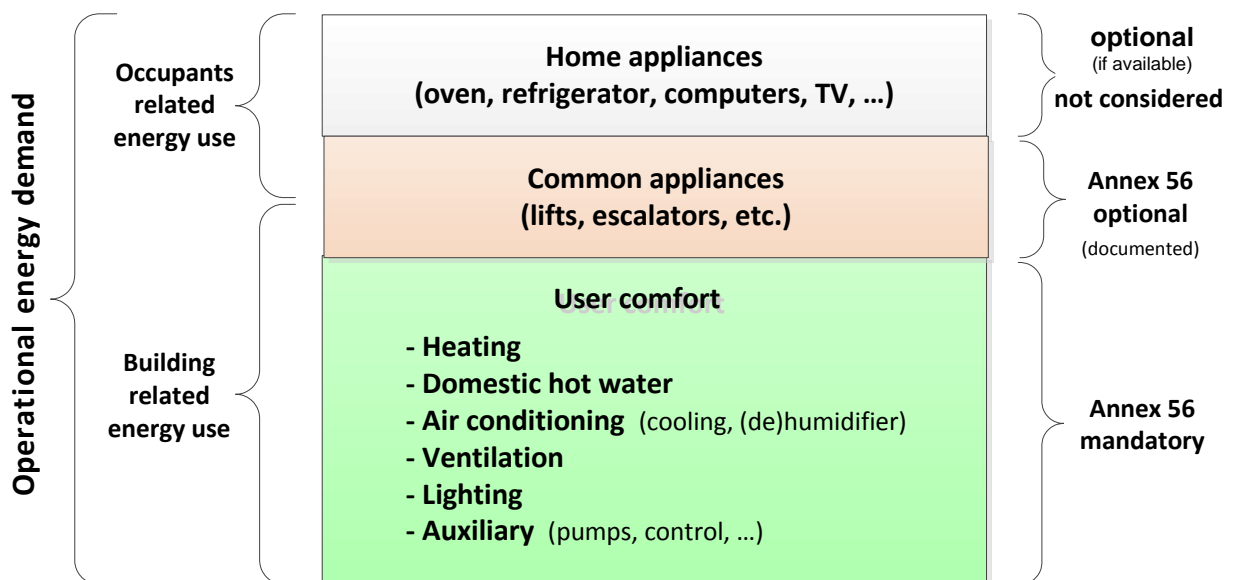 Operational energy demand
Occupants
related
energy use
Building
related
energy use
Home appliances
(oven, refrigerator, computers, TV, ...)
Common appliances
(lifts, escalators, etc.)
User comfort
- Heating
- Domestic hot water
- Air conditioning (cooling, (de)humidifier)
- Ventilation
- Lighting
- Auxiliary (pumps, control, ...)
optional
(if available)
not considered
Annex 56
optional
(documented)
Annex 56
mandatory